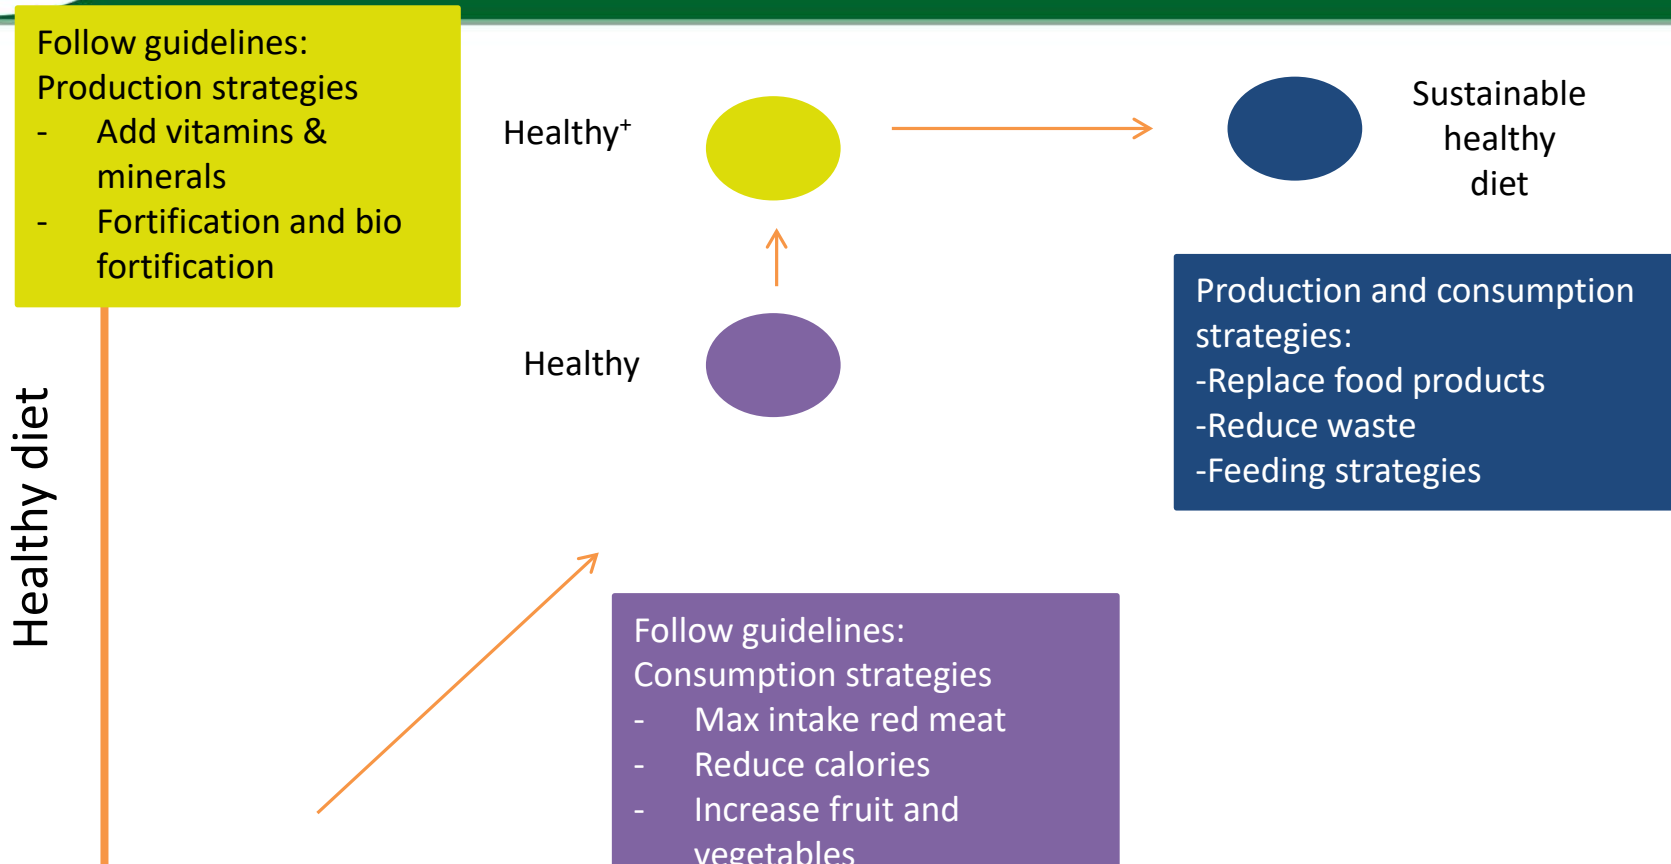 Follow guidelines:
Production strategies
- Add vitamins &
minerals
- Fortification and bio
fortification
Healthy⁺
Sustainable
healthy
diet
Healthy
Production and consumption
strategies:
-Replace food products
-Reduce waste
-Feeding strategies
Healthy diet
Follow guidelines:
Consumption strategies
- Max intake red meat
- Reduce calories
- Increase fruit and
vegetables